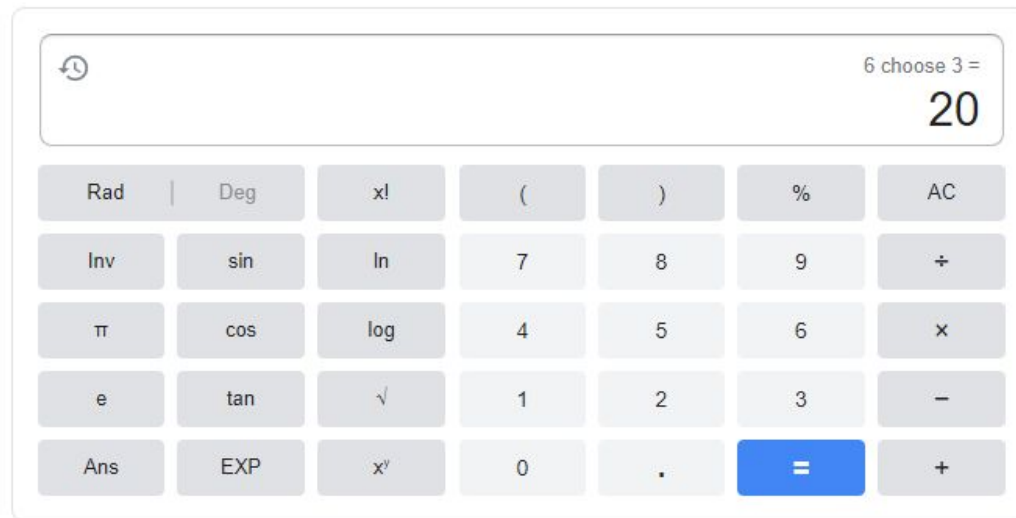 6 choose 3 =
20
Rad | Deg x! ( ) % AC
Inv sin ln 7 8 9 ÷
π cos log 4 5 6 ×
e tan √ 1 2 3 −
Ans EXP xʸ 0 . = +